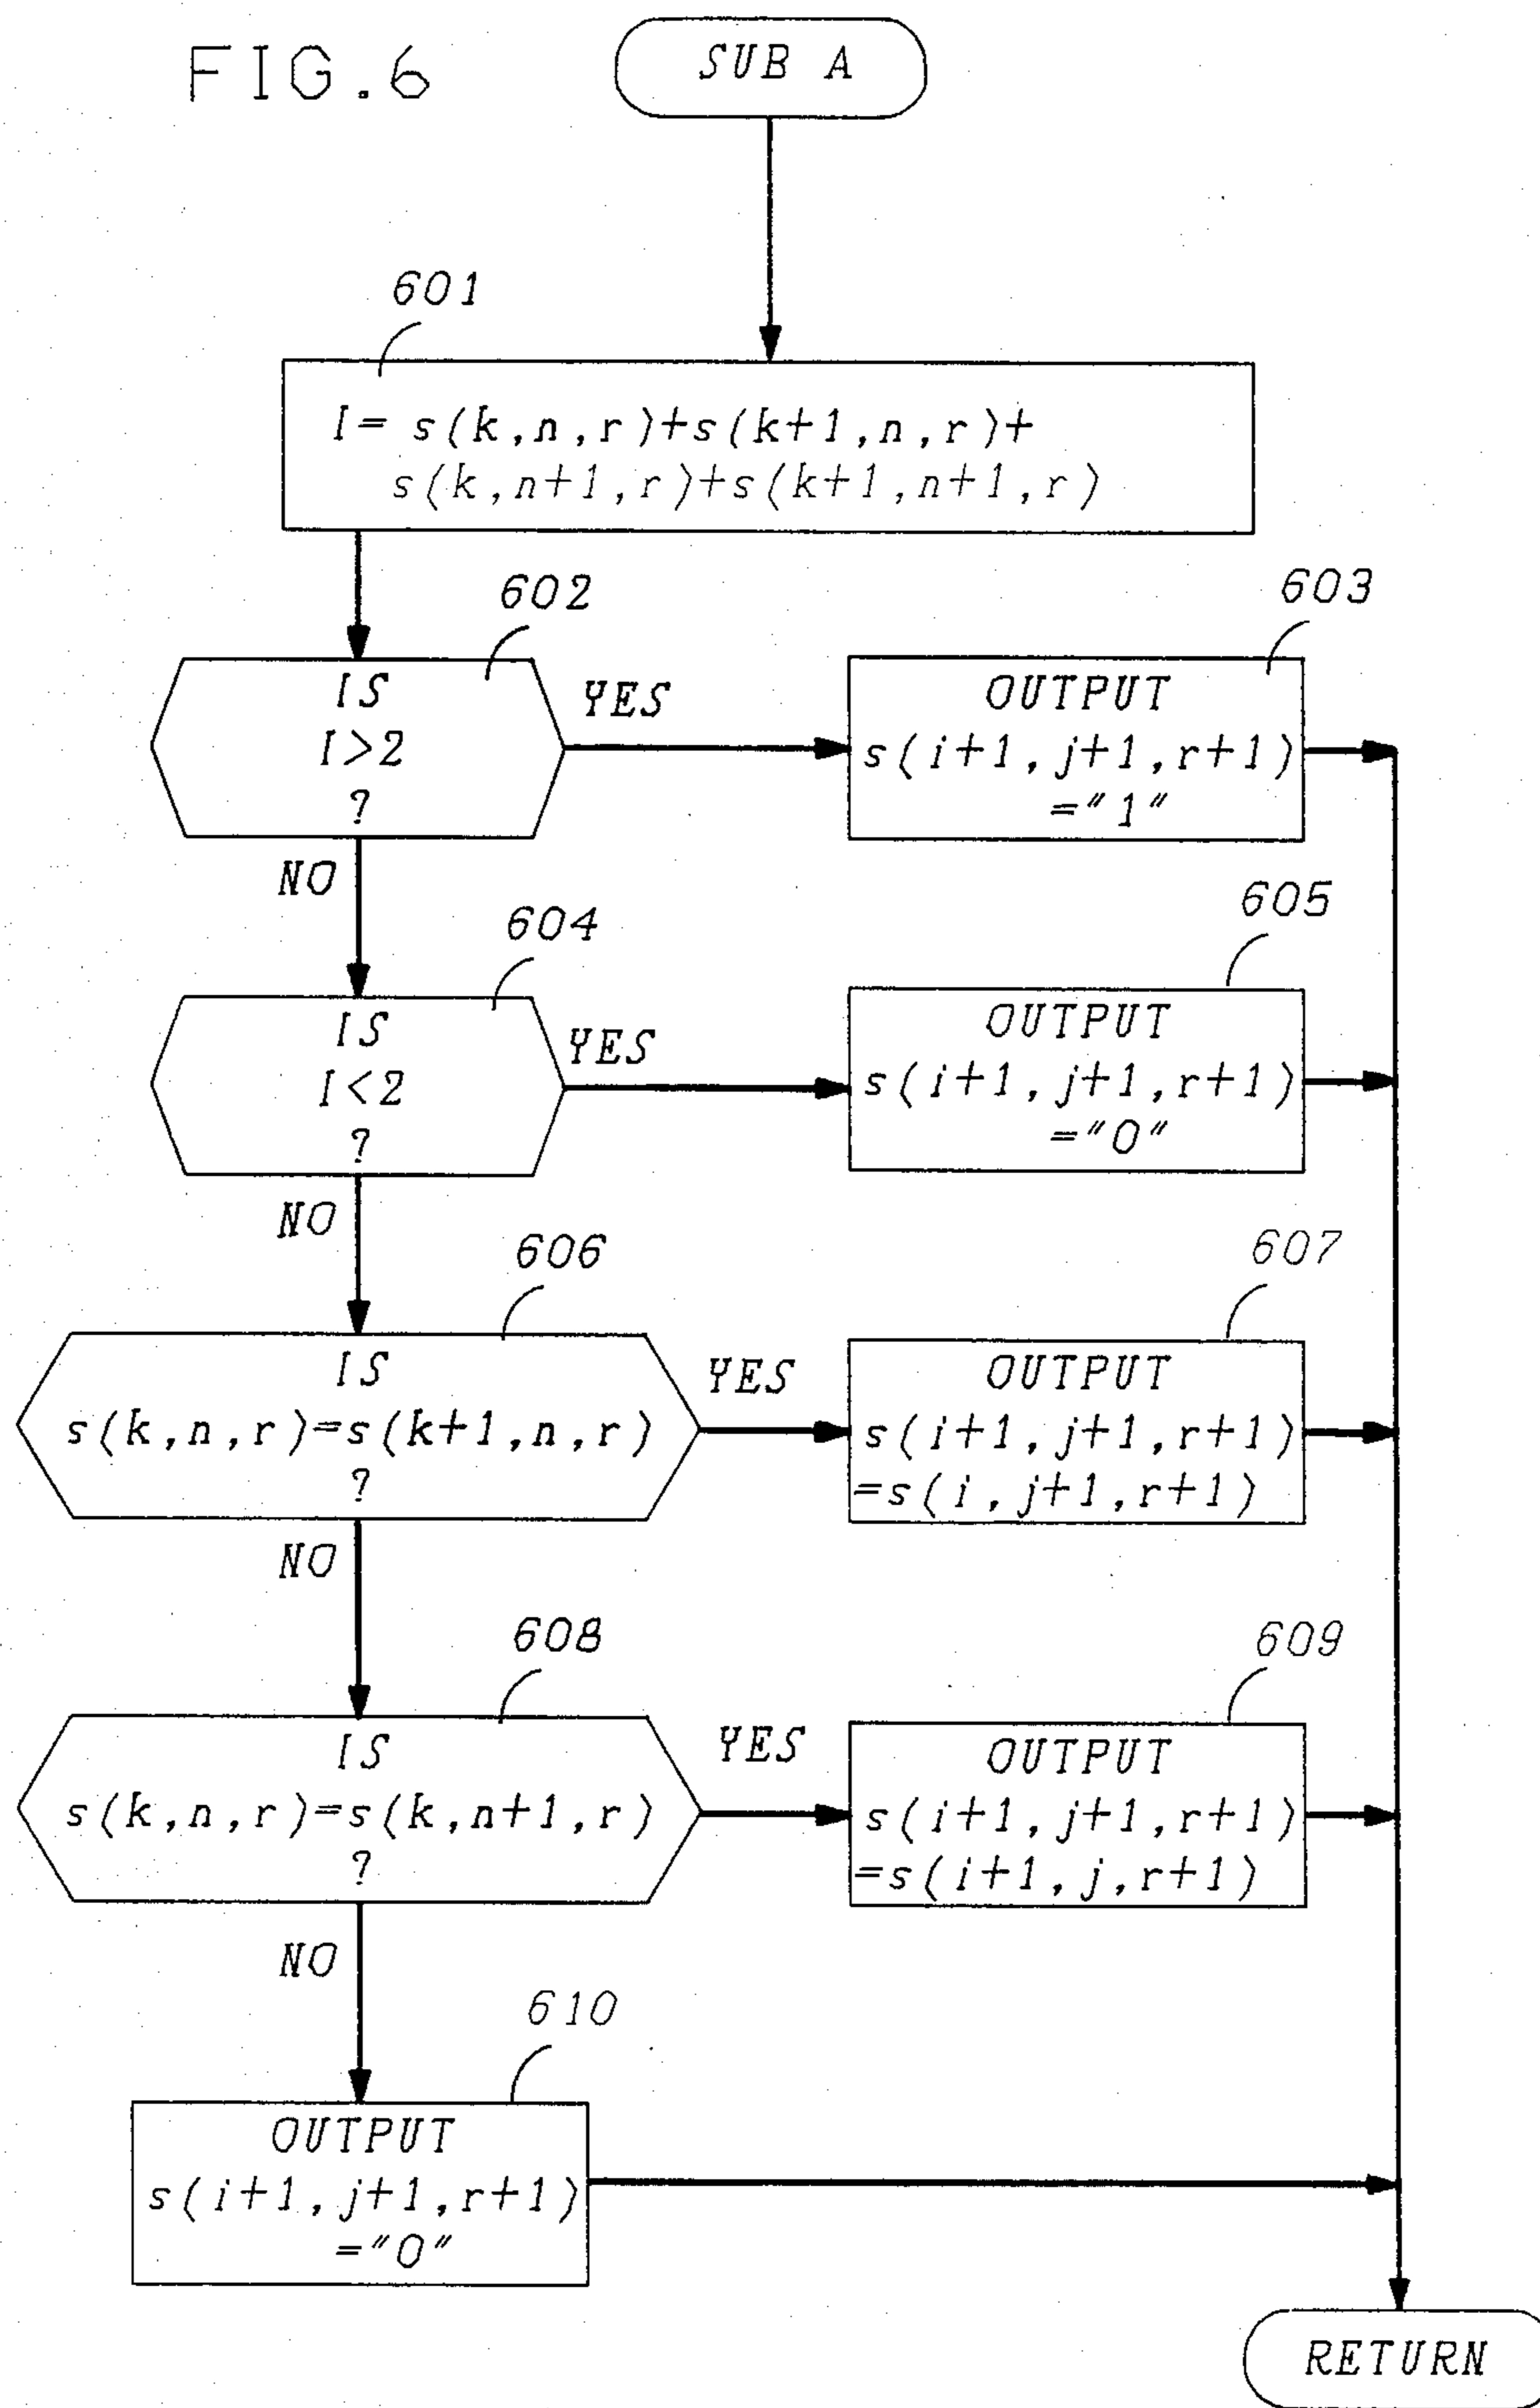 FIG.6
SUB A
601
I= s(k,n,r)+s(k+1,n,r)+
s(k,n+1,r)+s(k+1,n+1,r)
602
IS
I>2
?
YES
603
OUTPUT
s(i+1,j+1,r+1)
="1"
NO
604
IS
I<2
?
YES
605
OUTPUT
s(i+1,j+1,r+1)
="0"
NO
606
IS
s(k,n,r)=s(k+1,n,r)
?
YES
607
OUTPUT
s(i+1,j+1,r+1)
=s(i,j+1,r+1)
NO
608
IS
s(k,n,r)=s(k,n+1,r)
?
YES
609
OUTPUT
s(i+1,j+1,r+1)
=s(i+1,j,r+1)
NO
610
OUTPUT
s(i+1,j+1,r+1)
="0"
RETURN